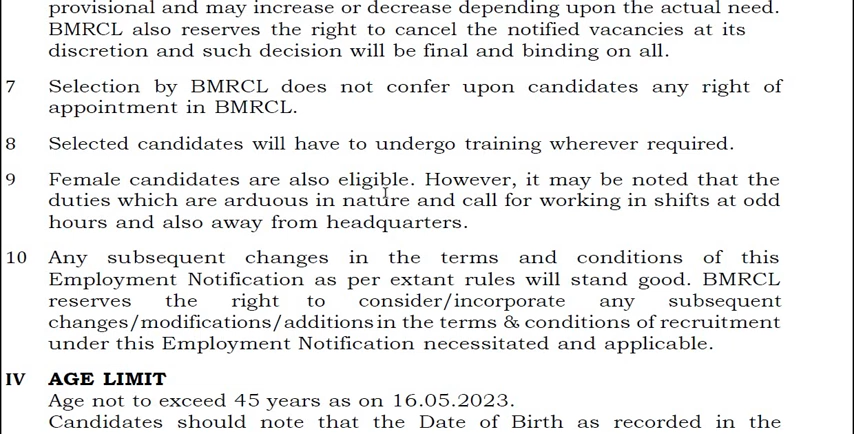 provisional and may increase or decrease depending upon the actual need.
BMRCL also reserves the right to cancel the notified vacancies at its
discretion and such decision will be final and binding on all.
7 Selection by BMRCL does not confer upon candidates any right of
appointment in BMRCL.
8 Selected candidates will have to undergo training wherever required.
9 Female candidates are also eligible. However, it may be noted that the
duties which are arduous in nature and call for working in shifts at odd
hours and also away from headquarters.
10 Any subsequent changes in the terms and conditions of this
Employment Notification as per extant rules will stand good. BMRCL
reserves the right to consider/incorporate any subsequent
changes/modifications/additions in the terms & conditions of recruitment
under this Employment Notification necessitated and applicable.
IV AGE LIMIT
Age not to exceed 45 years as on 16.05.2023.
Candidates should note that the Date of Birth as recorded in the